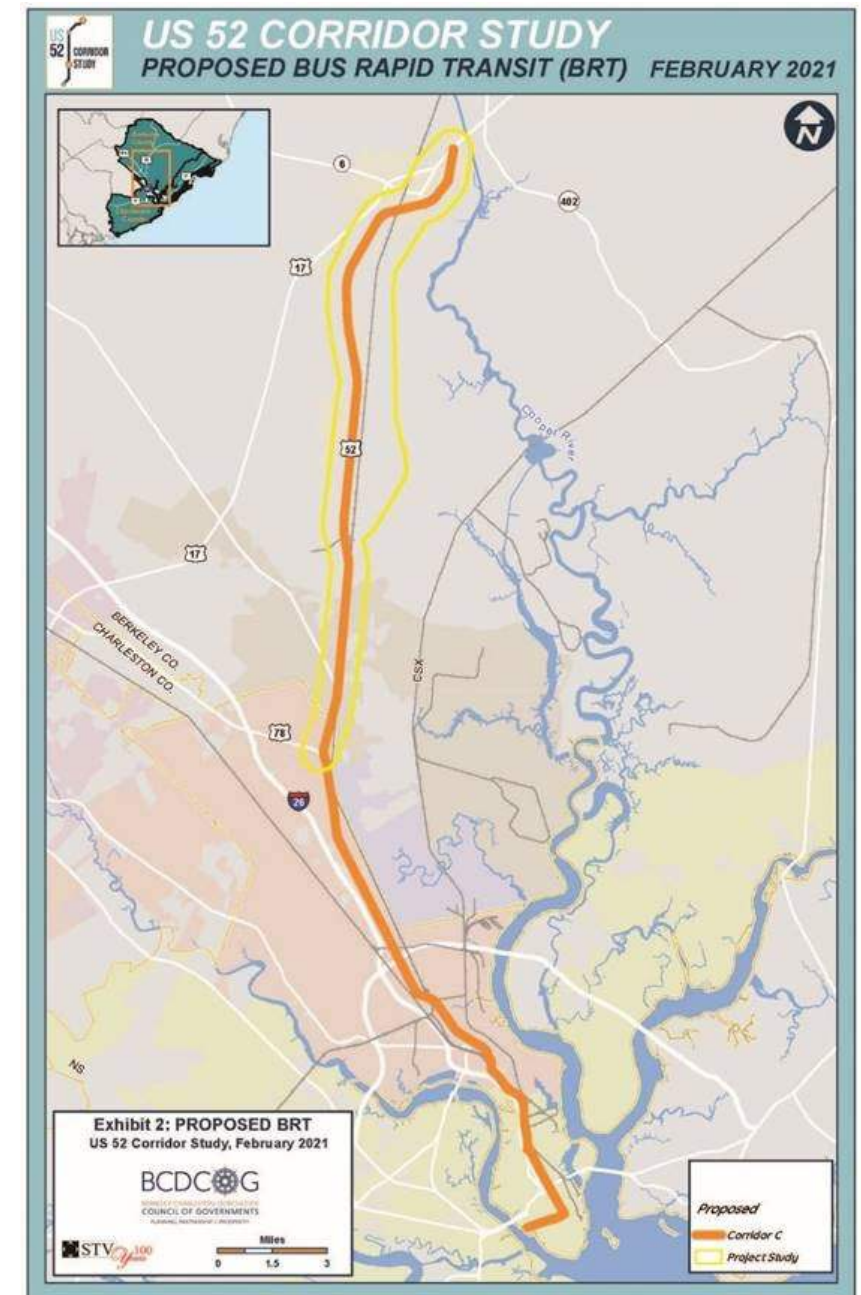 US
52
CORRIDOR
STUDY
US 52 CORRIDOR STUDY
PROPOSED BUS RAPID TRANSIT (BRT) FEBRUARY 2021
N
6
402
17
Cooper River
52
17
BERKELEY CO.
CHARLESTON CO.
CSX
78
26
NS
Exhibit 2: PROPOSED BRT
US 52 Corridor Study, February 2021
BCDCOG
COUNCIL OF GOVERNMENTS
STV 100
Years
Miles
0 1.5 3
Proposed
Corridor C
Project Study